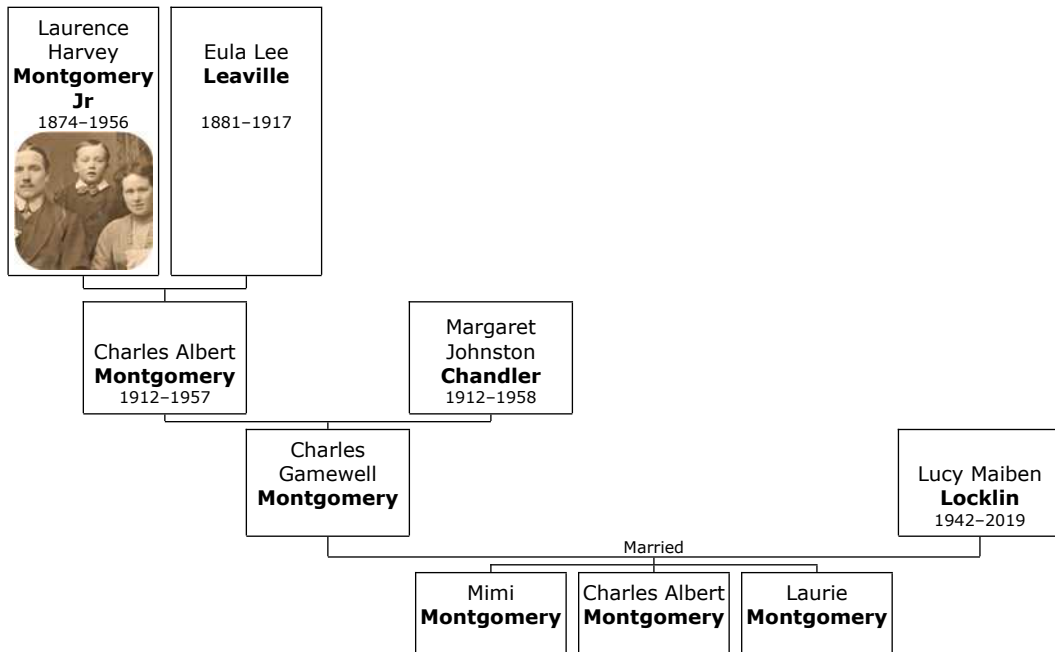 Laurence
Harvey
Montgomery
Jr
1874–1956
Eula Lee
Leaville
1881–1917
Charles Albert
Montgomery
1912–1957
Margaret
Johnston
Chandler
1912–1958
Charles
Gamewell
Montgomery
Lucy Maiben
Locklin
1942–2019
Married
Mimi
Montgomery
Charles Albert
Montgomery
Laurie
Montgomery